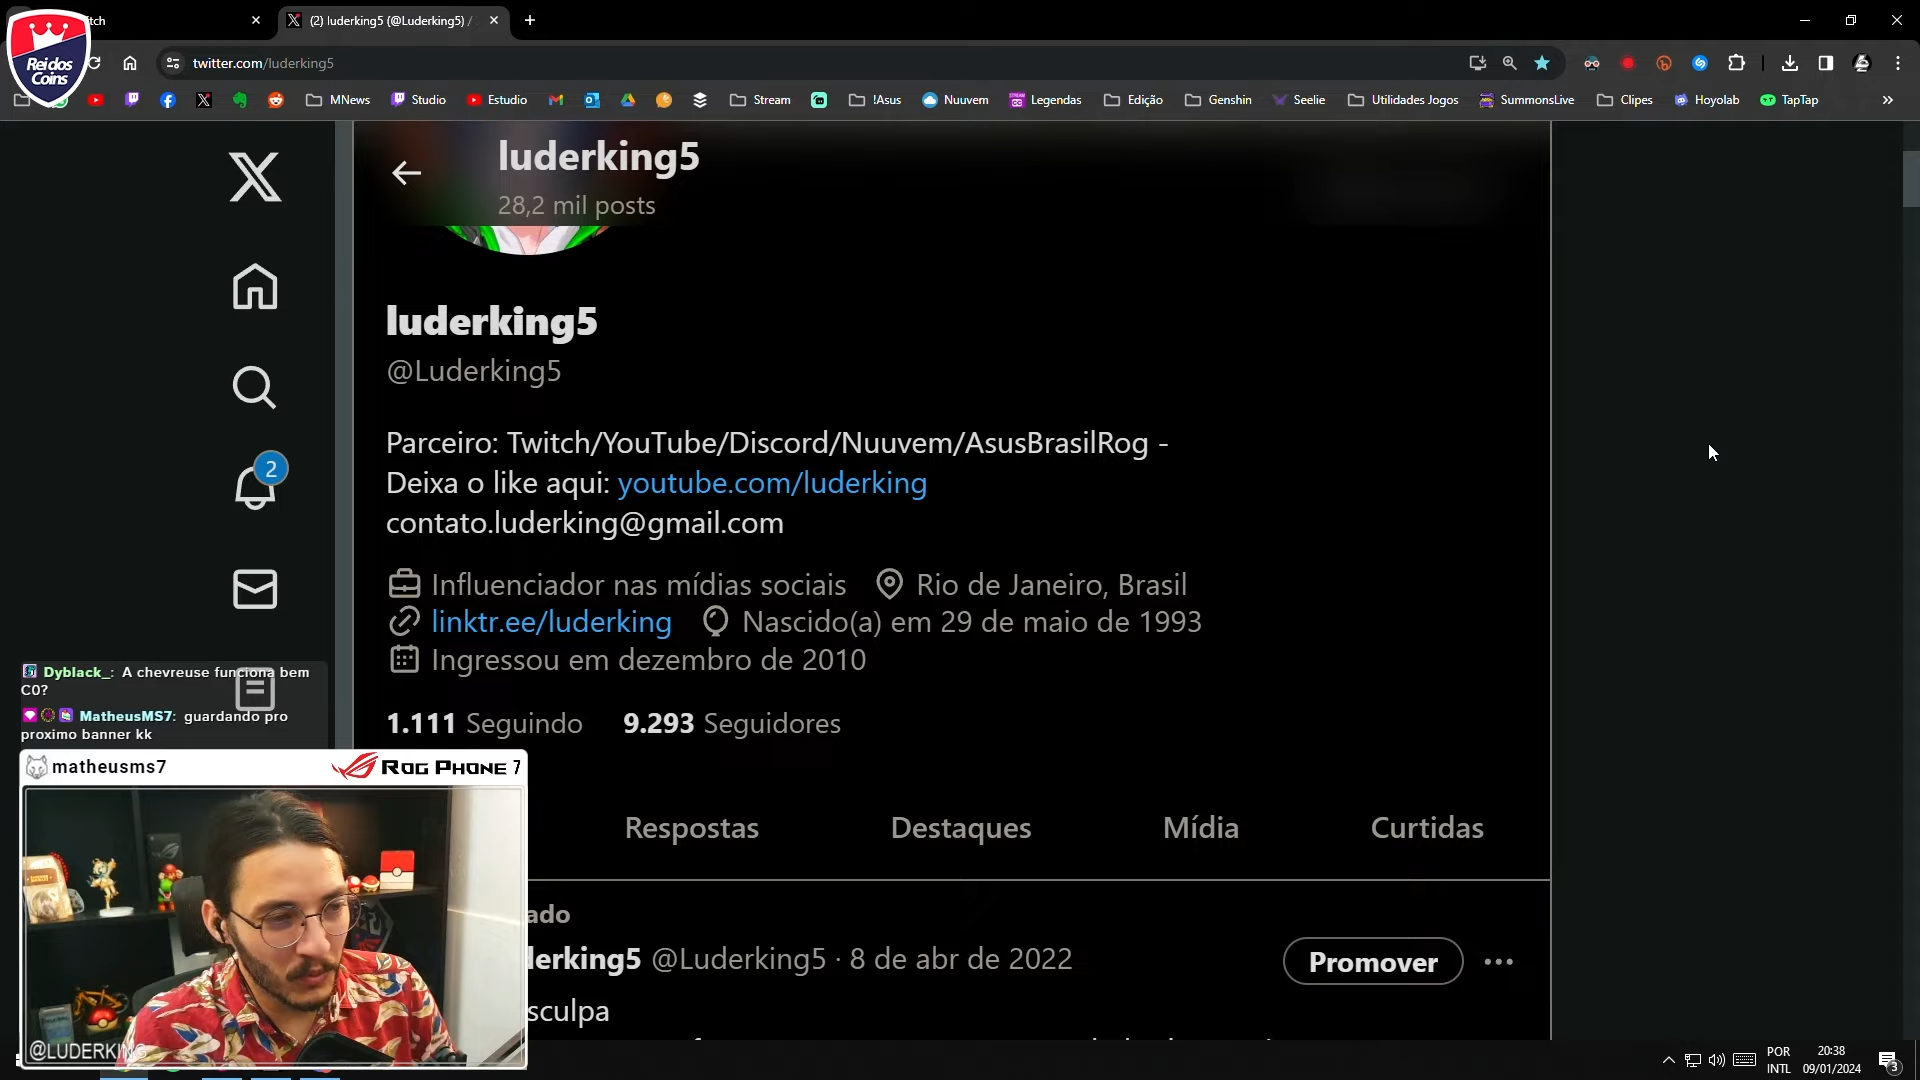 itch
(2) luderking5 (@Luderking5) /
Rei dos
Coins
twitter.com/luderking5
MNews
Studio
Estudio
Stream
!Asus
Nuuvem
Legendas
Edição
Genshin
Seelie
Utilidades Jogos
SummonsLive
Clipes
Hoyolab
TapTap
luderking5
28,2 mil posts
luderking5
@Luderking5
Parceiro: Twitch/YouTube/Discord/Nuuvem/AsusBrasilRog -
Deixa o like aqui: youtube.com/luderking
contato.luderking@gmail.com
Influenciador nas mídias sociais Rio de Janeiro, Brasil
linktr.ee/luderking Nascido(a) em 29 de maio de 1993
Ingressou em dezembro de 2010
1.111 Seguindo 9.293 Seguidores
2
Dyblack_: A chevreuse funciona bem
C0?
MatheusMS7: guardando pro
proximo banner kk
matheusms7
ROG PHONE 7
Respostas
Destaques
Mídia
Curtidas
ado
derking5 @Luderking5 · 8 de abr de 2022
Promover
sculpa
@LUDERKING
POR
INTL
20:38
09/01/2024
3